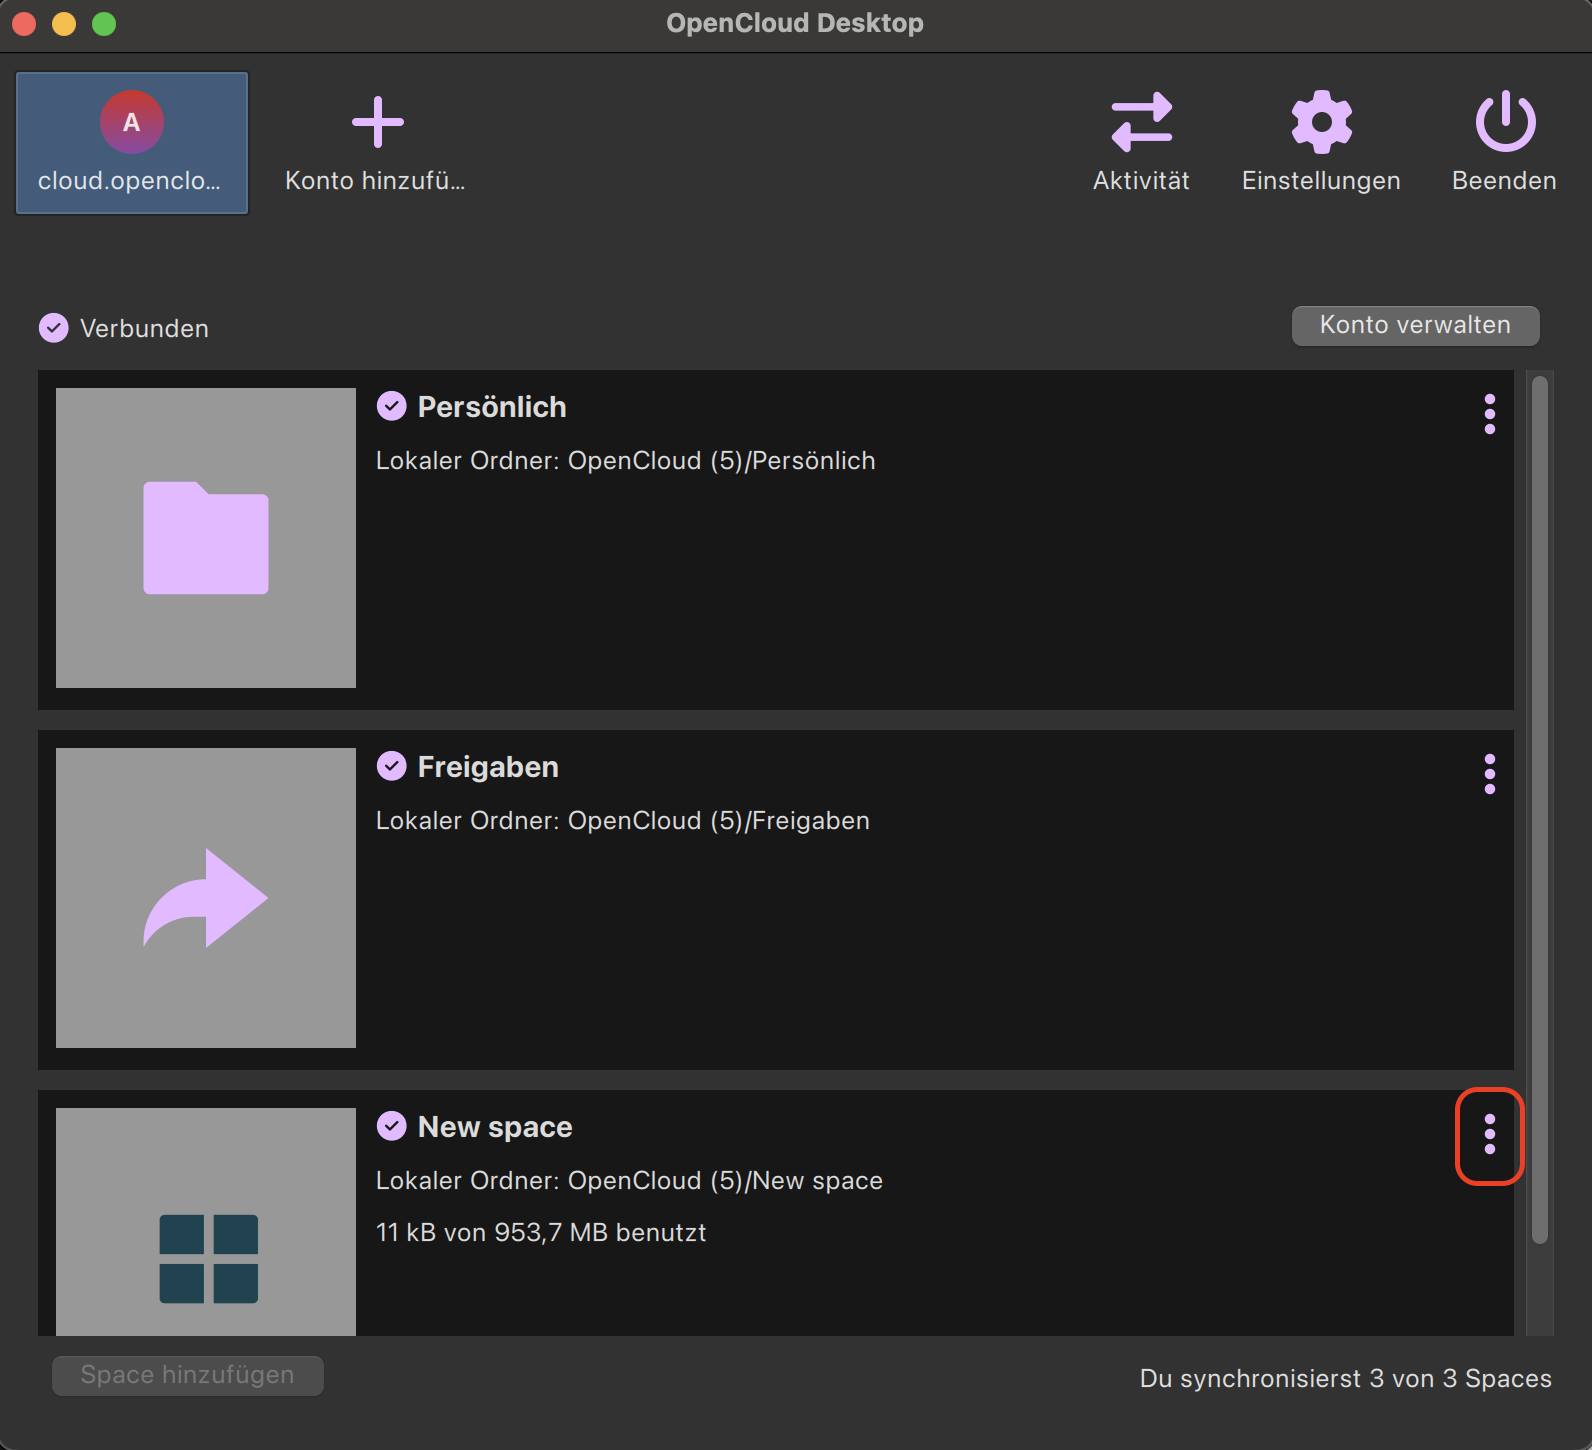 OpenCloud Desktop
A
cloud.openclo...
Konto hinzufü...
Aktivität
Einstellungen
Beenden
Verbunden
Konto verwalten
Persönlich
Lokaler Ordner: OpenCloud (5)/Persönlich
Freigaben
Lokaler Ordner: OpenCloud (5)/Freigaben
New space
Lokaler Ordner: OpenCloud (5)/New space
11 kB von 953,7 MB benutzt
Space hinzufügen
Du synchronisierst 3 von 3 Spaces